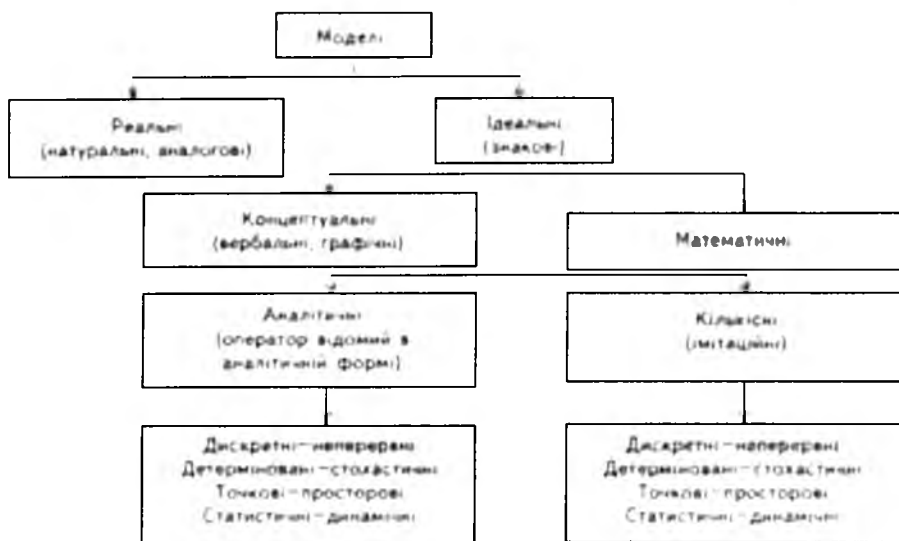 Моделі
Реальні
(натуральні, аналогові)
Ідеальні
(знакові)
Концептуальні
(вербальні, графічні)
Математичні
Аналітичні
(оператор відомий в
аналітичній формі)
Кількісні
(імітаційні)
Дискретні—неперервні
Детерміновані—стохастичні
Точкові—просторові
Статистичні—динамічні
Дискретні—неперервні
Детерміновані—стохастичні
Точкові—просторові
Статистичні—динамічні